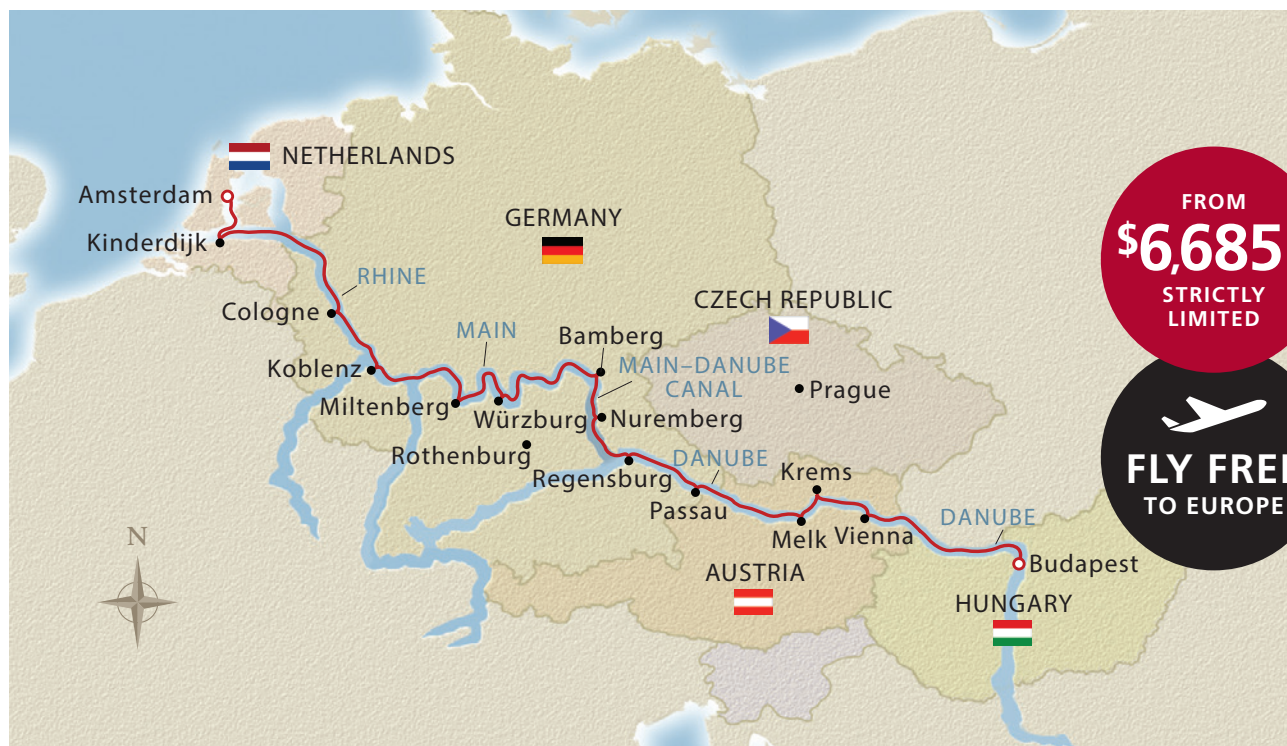 NETHERLANDS
Amsterdam
Kinderdijk
GERMANY
RHINE
Cologne
CZECH REPUBLIC
MAIN
Bamberg
Koblenz
MAIN–DANUBE
CANAL
Prague
Miltenberg
Würzburg
Nuremberg
Rothenburg
Regensburg
DANUBE
Krems
Passau
Melk
Vienna
DANUBE
Budapest
AUSTRIA
HUNGARY
N
FROM
$6,685
STRICTLY
LIMITED
FLY FREE
TO EUROPE